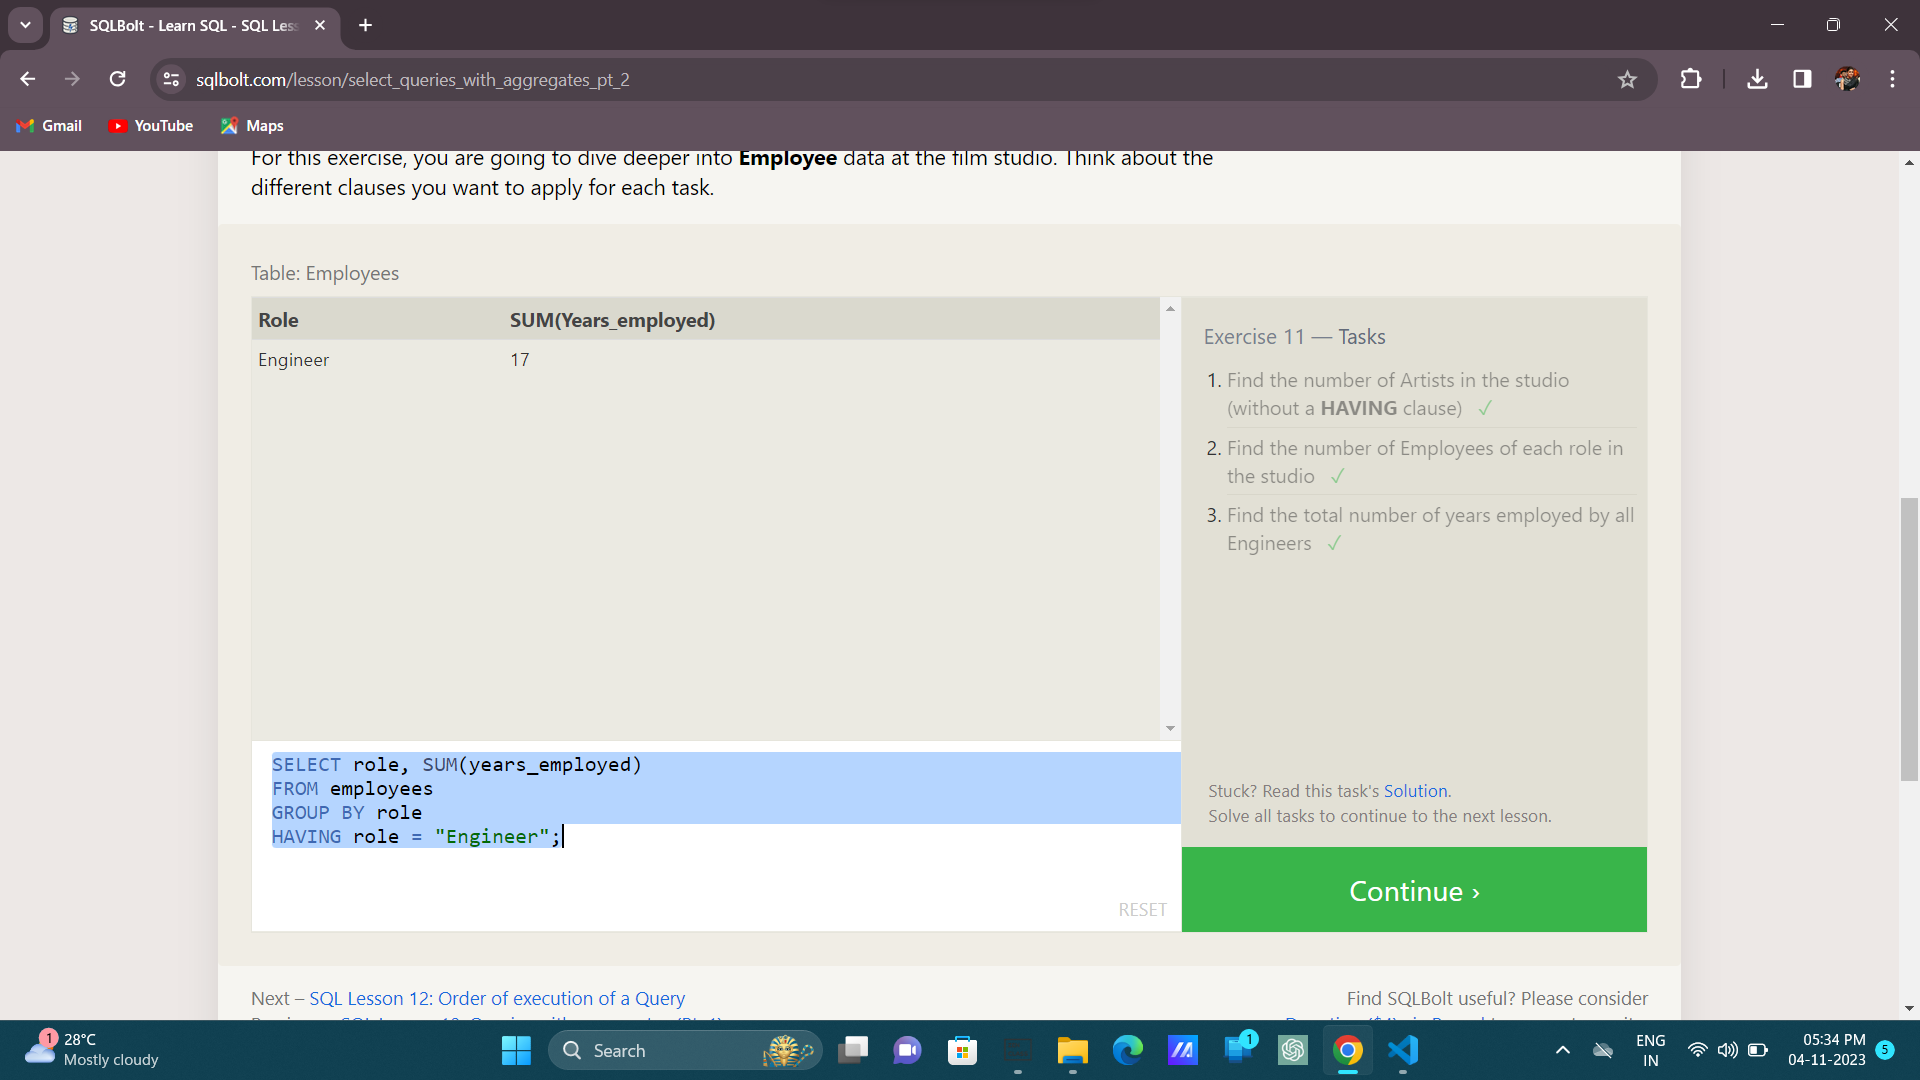 SQLBolt - Learn SQL - SQL Les
sqlbolt.com/lesson/select_queries_with_aggregates_pt_2
Gmail
YouTube
Maps
For this exercise, you are going to dive deeper into Employee data at the film studio. Think about the
different clauses you want to apply for each task.
Table: Employees
Role SUM(Years_employed)
Engineer 17
Exercise 11 — Tasks
1. Find the number of Artists in the studio
(without a HAVING clause) ✓
2. Find the number of Employees of each role in
the studio ✓
3. Find the total number of years employed by all
Engineers ✓
SELECT role, SUM(years_employed)
FROM employees
GROUP BY role
HAVING role = "Engineer";
RESET
Stuck? Read this task's Solution.
Solve all tasks to continue to the next lesson.
Continue ›
Next – SQL Lesson 12: Order of execution of a Query
Find SQLBolt useful? Please consider
1
28°C
Mostly cloudy
Search
1
ENG
IN
05:34 PM
04-11-2023
5